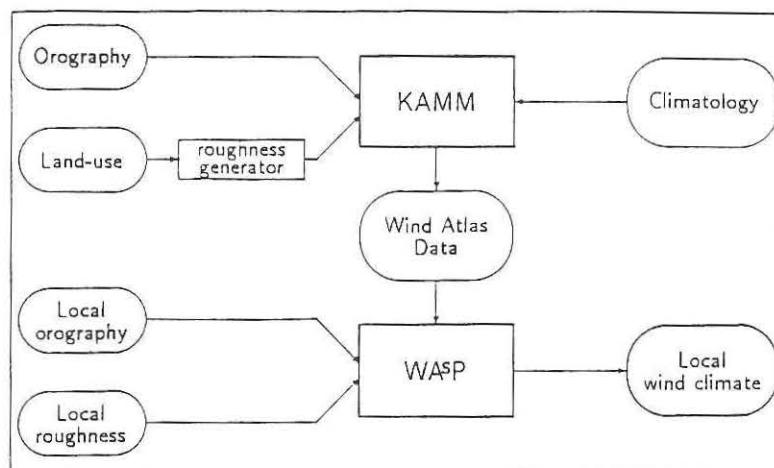 Orography
KAMM
Climatology
Land-use
roughness
generator
Wind Atlas
Data
Local
orography
WAsP
Local
wind climate
Local
roughness